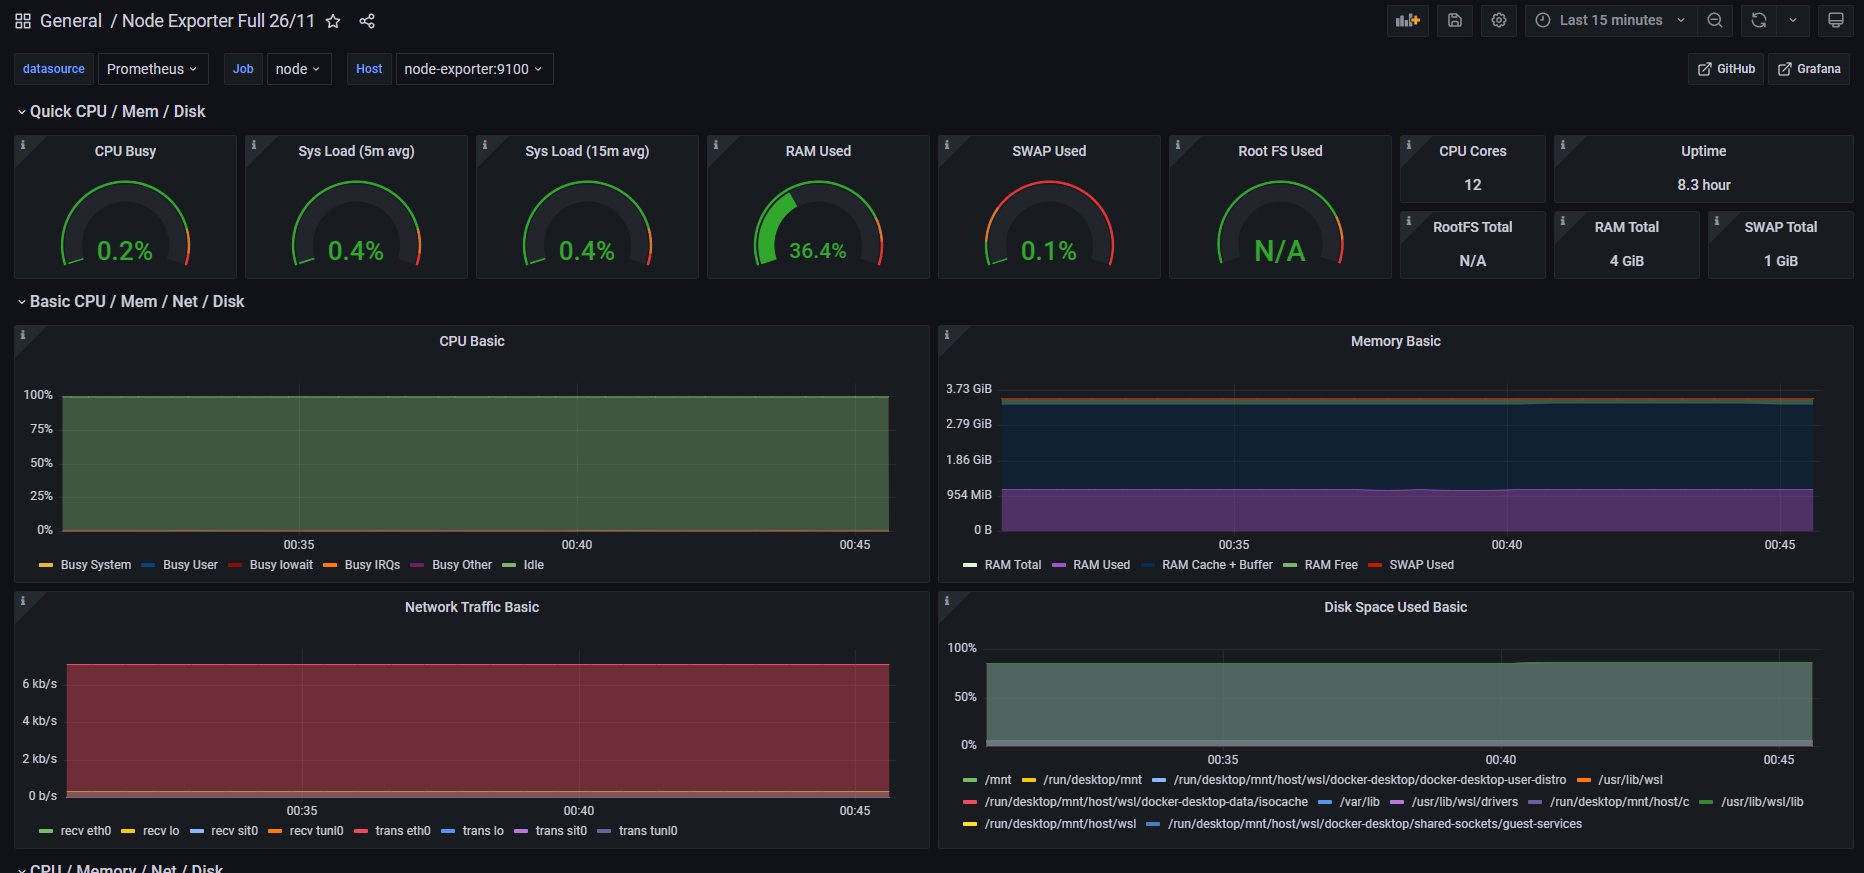 General / Node Exporter Full 26/11
Last 15 minutes
datasource Prometheus Job node Host node-exporter:9100
GitHub Grafana
Quick CPU / Mem / Disk
CPU Busy
0.2%
Sys Load (5m avg)
0.4%
Sys Load (15m avg)
0.4%
RAM Used
36.4%
SWAP Used
0.1%
Root FS Used
N/A
CPU Cores
12
Uptime
8.3 hour
RootFS Total
N/A
RAM Total
4 GiB
SWAP Total
1 GiB
Basic CPU / Mem / Net / Disk
CPU Basic
100%
75%
50%
25%
0%
00:35 00:40 00:45
Busy System Busy User Busy Iowait Busy IRQs Busy Other Idle
Memory Basic
3.73 GiB
2.79 GiB
1.86 GiB
954 MiB
0 B
00:35 00:40 00:45
RAM Total RAM Used RAM Cache + Buffer RAM Free SWAP Used
Network Traffic Basic
6 kb/s
4 kb/s
2 kb/s
0 b/s
00:35 00:40 00:45
recv eth0 recv lo recv sit0 recv tunl0 trans eth0 trans lo trans sit0 trans tunl0
Disk Space Used Basic
100%
50%
0%
00:35 00:40 00:45
/mnt /run/desktop/mnt /run/desktop/mnt/host/wsl/docker-desktop/docker-desktop-user-distro /usr/lib/wsl
/run/desktop/mnt/host/wsl/docker-desktop-data/isocache /var/lib /usr/lib/wsl/drivers /run/desktop/mnt/host/c /usr/lib/wsl/lib
/run/desktop/mnt/host/wsl /run/desktop/mnt/host/wsl/docker-desktop/shared-sockets/guest-services
CPU / Memory / Net / Disk